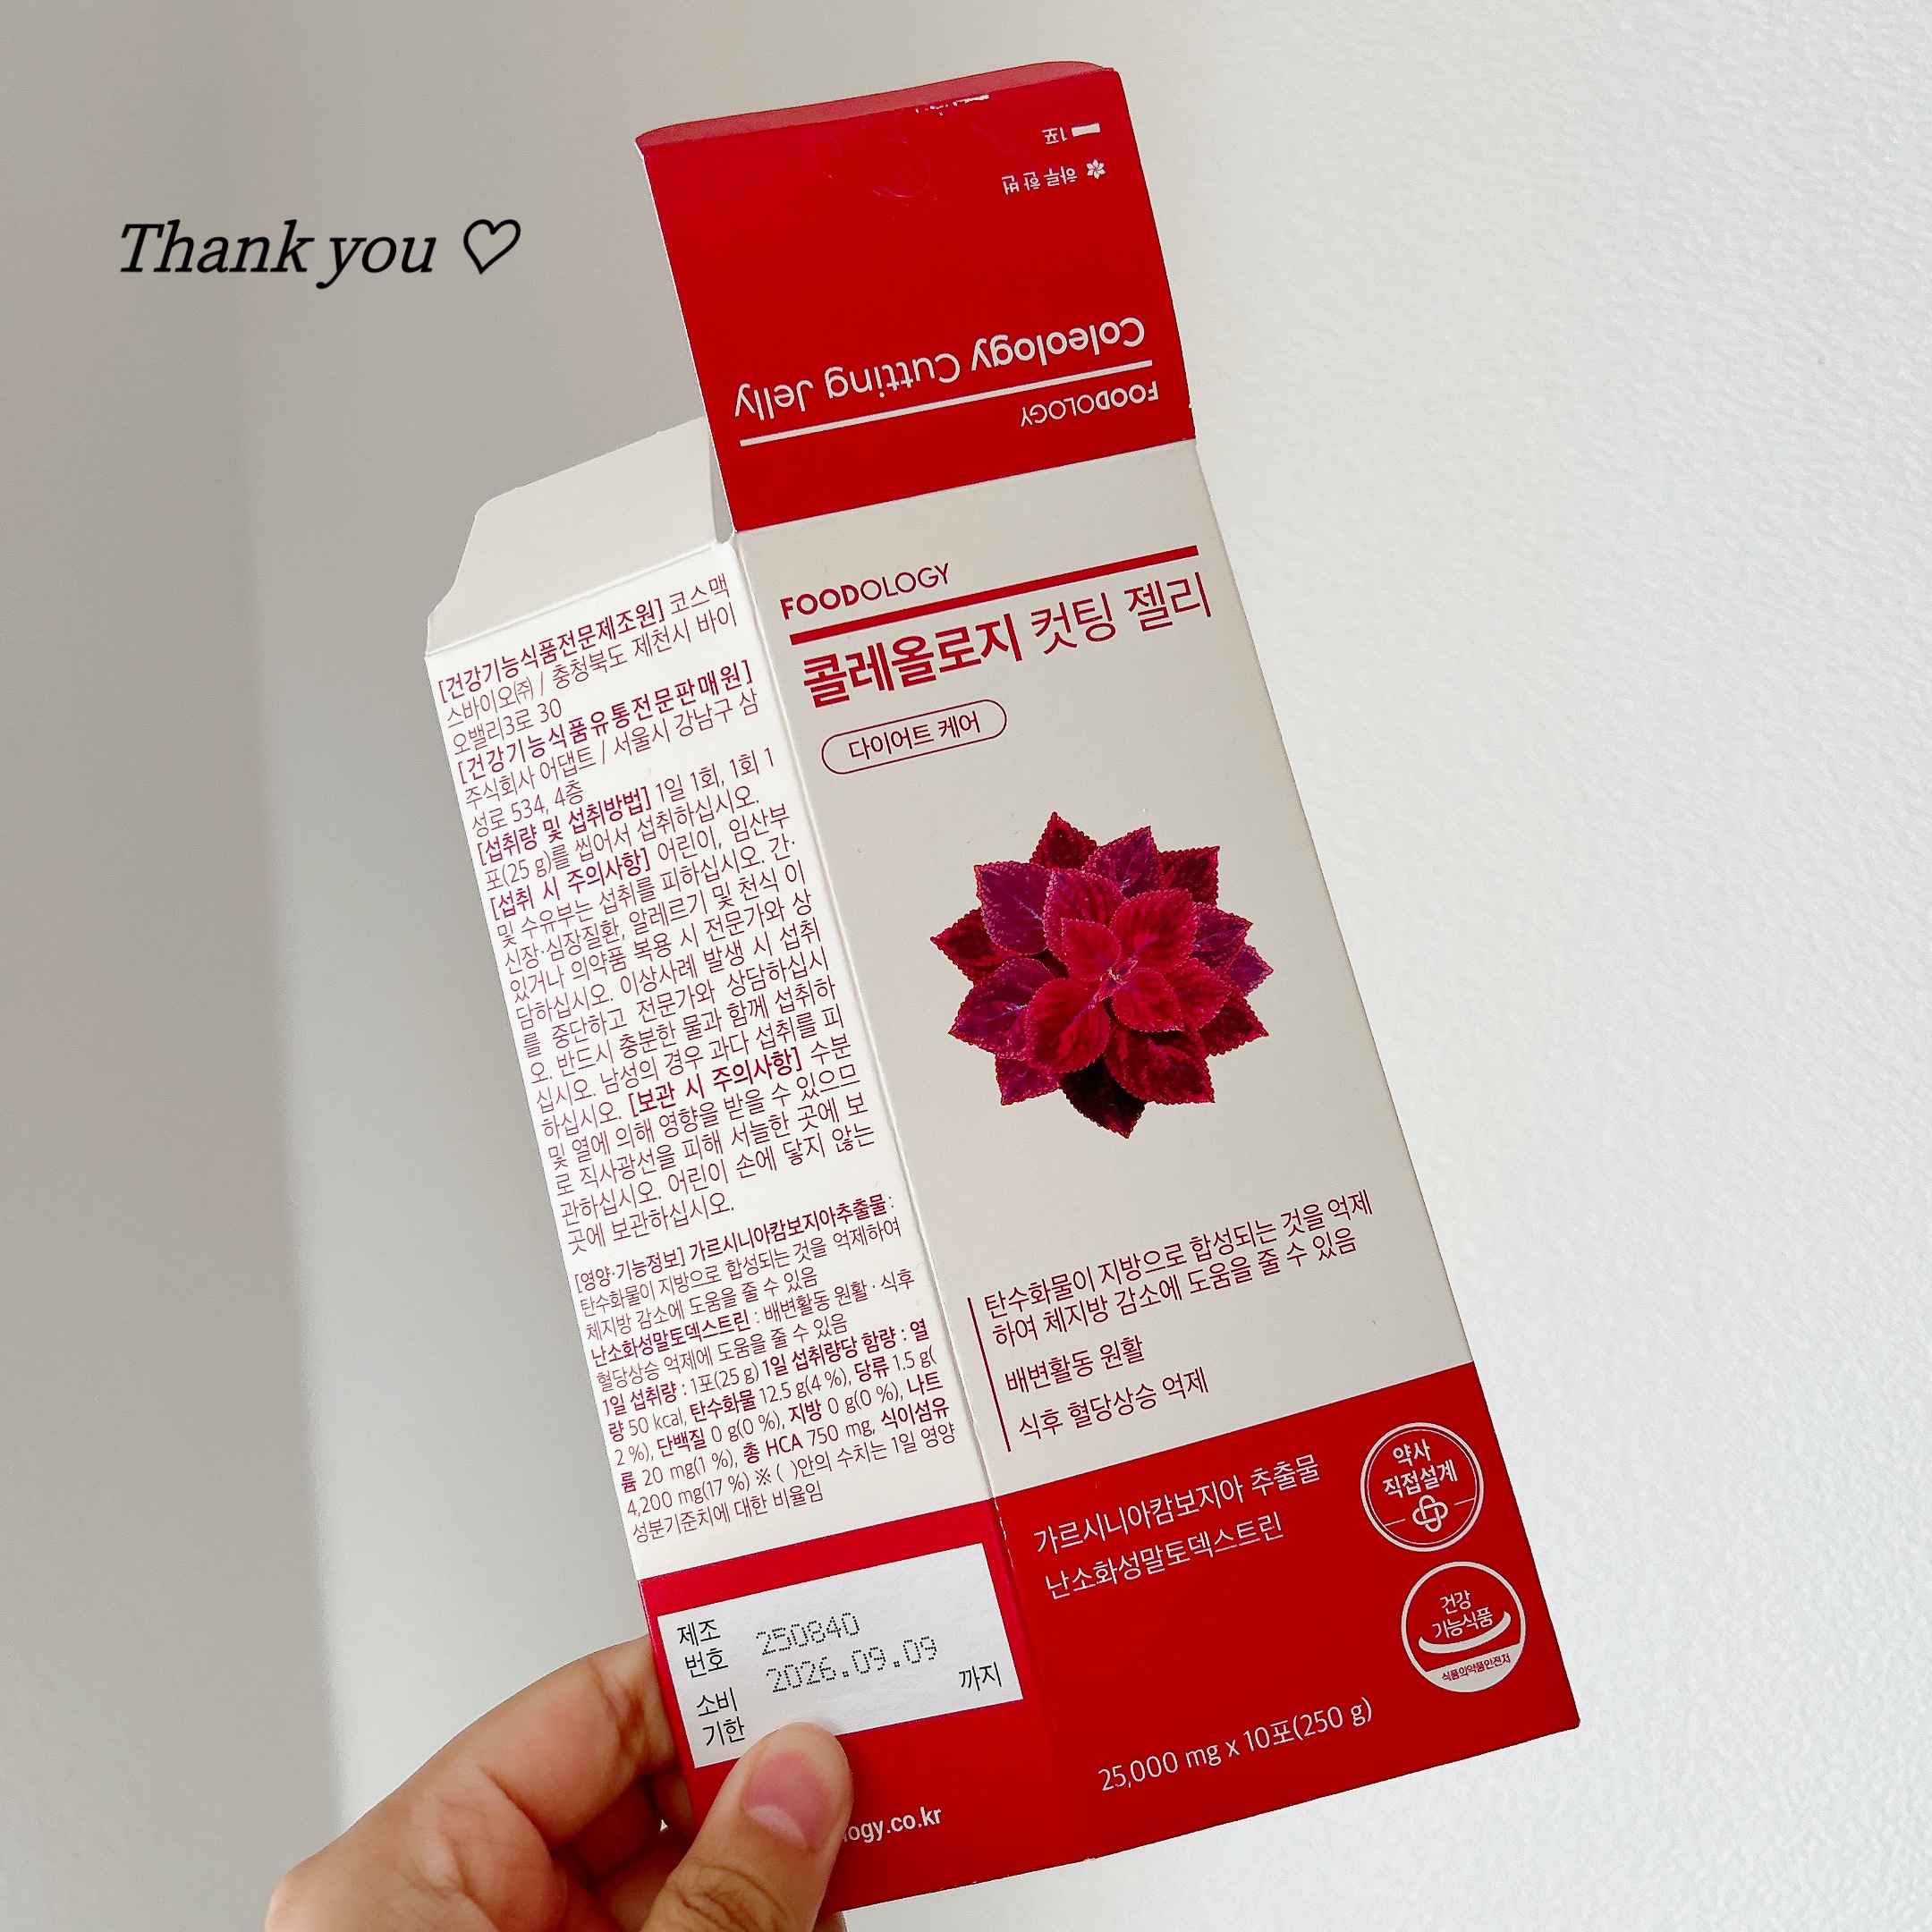 Thank you ♡
1포
하루 한 번
Coleology Cutting Jelly
FOODOLOGY
FOODOLOGY
콜레올로지 컷팅 젤리
다이어트 케어
탄수화물이 지방으로 합성되는 것을 억제
하여 체지방 감소에 도움을 줄 수 있음
배변활동 원활
식후 혈당상승 억제
가르시니아캄보지아 추출물
난소화성말토덱스트린
약사
직접설계
건강
기능식품
식품의약품안전처
25,000 mg x 10포(250 g)
[건강기능식품전문제조원] 코스맥
스바이오㈜ / 충청북도 제천시 바이
오밸리3로 30
[건강기능식품유통전문판매원]
주식회사 어댑트 / 서울시 강남구 삼
성로 534, 4층
[섭취량 및 섭취방법] 1일 1회, 1회 1
포(25 g)를 씹어서 섭취하십시오.
[섭취 시 주의사항] 어린이, 임산부
및 수유부는 섭취를 피하십시오. 간·
신장·심장질환, 알레르기 및 천식 이
있거나 의약품 복용 시 전문가와 상
담하십시오. 이상사례 발생 시 섭취
를 중단하고 전문가와 상담하십시
오. 반드시 충분한 물과 함께 섭취하
십시오. 남성의 경우 과다 섭취를 피
하십시오. [보관 시 주의사항] 수분
및 열에 의해 영향을 받을 수 있으므
로 직사광선을 피해 서늘한 곳에 보
관하십시오. 어린이 손에 닿지 않는
곳에 보관하십시오.
[영양·기능정보] 가르시니아캄보지아추출물 :
탄수화물이 지방으로 합성되는 것을 억제하여
체지방 감소에 도움을 줄 수 있음
난소화성말토덱스트린 : 배변활동 원활 · 식후
혈당상승 억제에 도움을 줄 수 있음
1일 섭취량 : 1포(25 g) 1일 섭취량당 함량 : 열
량 50 kcal, 탄수화물 12.5 g(4 %), 당류 1.5 g(
2 %), 단백질 0 g(0 %), 지방 0 g(0 %), 나트
륨 20 mg(1 %), 총 HCA 750 mg, 식이섬유
4,200 mg(17 %) ※ ( )안의 수치는 1일 영양
성분기준치에 대한 비율임
제조
번호
250840
2026.09.09
까지
소비
기한
logy.co.kr